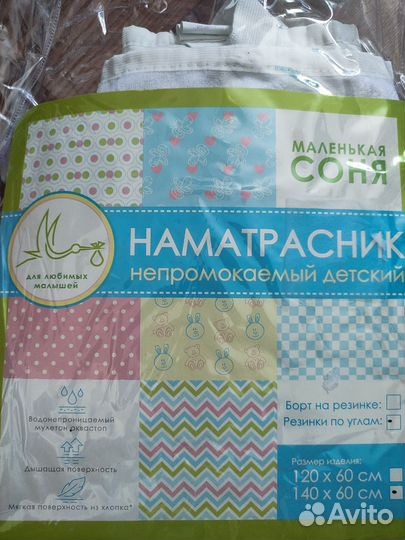 МАЛЕНЬКАЯ
СОНЯ
НАМАТРАСНИК
непромокаемый детский
для любимых
малышей
Водонепроницаемый
мулетон аквастоп
Дышащая поверхность
Мягкая поверхность из хлопка*
Борт на резинке:
Резинки по углам:
Размер изделия:
120 x 60 см
140 x 60 см
Avito